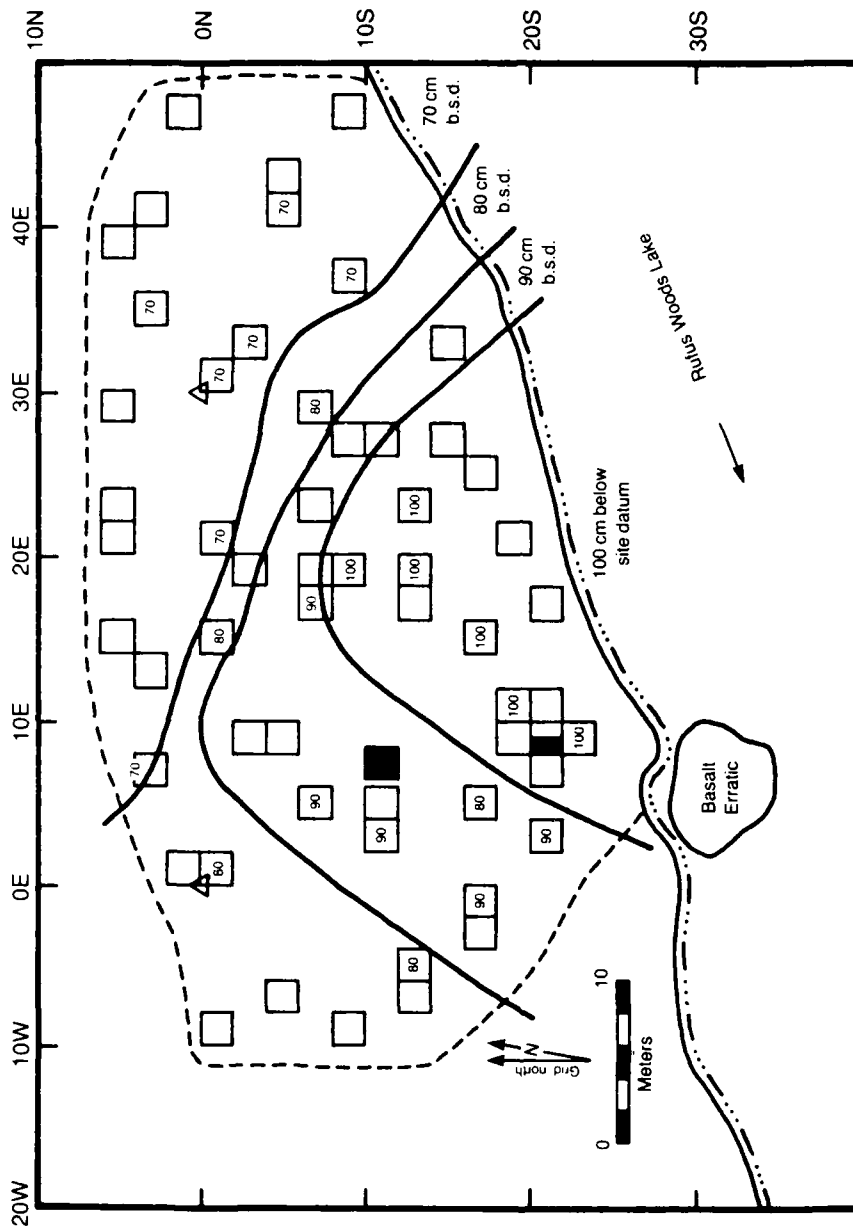 20W 10W 0E 10E 20E 30E 40E
10N
70
70
0N
80 80 70 70
70
70
90 90 80
100 70
10S
90
80 100 100
70 cm
b.s.d.
90 80 100
80 cm
b.s.d.
Grid north
N
100
20S
90
90 cm
b.s.d.
100
100 cm below
site datum
0 10
Meters
Rufus Woods Lake
30S
Basalt
Erratic